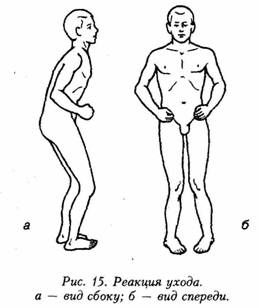 а
б
Рис. 15. Реакция ухода.
а — вид сбоку; б — вид спереди.